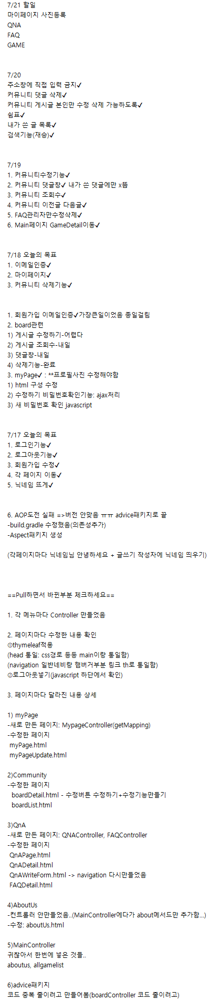 7/21 할일
마이페이지 사진등록
QNA
FAQ
GAME
7/20
주소창에 직접 입력 금지✔
커뮤니티 댓글 삭제✔
커뮤니티 게시글 본인만 수정 삭제 가능하도록✔
쉼표✔
내가 쓴 글 목록✔
검색기능(재승)✔
7/19
1. 커뮤니티수정기능✔
2. 커뮤니티 댓글창✔ 내가 쓴 댓글에만 x뜸
3. 커뮤니티 조회수✔
4. 커뮤니티 이전글 다음글✔
5. FAQ관리자만수정삭제✔
6. Main페이지 GameDetail이동✔
7/18 오늘의 목표
1. 이메일인증✔
2. 마이페이지✔
3. 커뮤니티 삭제기능✔
1. 회원가입 이메일인증✔가장큰일이었음 종일걸림
2. board관련
1) 게시글 수정하기-어렵다
2) 게시글 조회수-내일
3) 댓글창-내일
4) 삭제기능-완료
3. myPage✔ : **프로필사진 수정해야함
1) html 구성 수정
2) 수정하기 비밀번호확인기능: ajax처리
3) 새 비밀번호 확인 javascript
7/17 오늘의 목표
1. 로그인기능✔
2. 로그아웃기능✔
3. 회원가입 수정✔
4. 각 페이지 이동✔
5. 닉네임 뜨게✔
6. AOP도전 실패 =>버전 안맞음 ㅠㅠ advice패키지로 끝
-build.gradle 수정했음(의존성추가)
-Aspect패키지 생성
(각페이지마다 닉네임님 안녕하세요 + 글쓰기 작성자에 닉네임 띄우기)
==Pull하면서 바뀐부분 체크하세요==
1. 각 메뉴마다 Controller 만들었음
2. 페이지마다 수정한 내용 확인
①thymeleaf적용
(head 통일: css경로 등등 main이랑 통일함)
(navigation 일반네비랑 햄버거부분 링크 th로 통일함)
②로그아웃넣기(javascript 하단에서 확인)
3. 페이지마다 달라진 내용 상세
1) myPage
-새로 만든 페이지: MypageController(getMapping)
-수정한 페이지
myPage.html
myPageUpdate.html
2)Community
-수정한 페이지
boardDetail.html - 수정버튼 수정하기+수정기능만들기
boardList.html
3)QnA
-새로 만든 페이지: QNAController, FAQController
-수정한 페이지
QnAPage.html
QnADetail.html
QnAWriteForm.html -> navigation 다시만들었음
FAQDetail.html
4)AboutUs
-컨트롤러 안만들었음..(MainController에다가 about메서드만 추가함...)
-수정: aboutUs.html
5)MainController
귀찮아서 한번에 넣은 것들..
aboutus, allgamelist
6)advice패키지
코드 중복 줄이려고 만들어봄(boardController 코드 줄이려고)